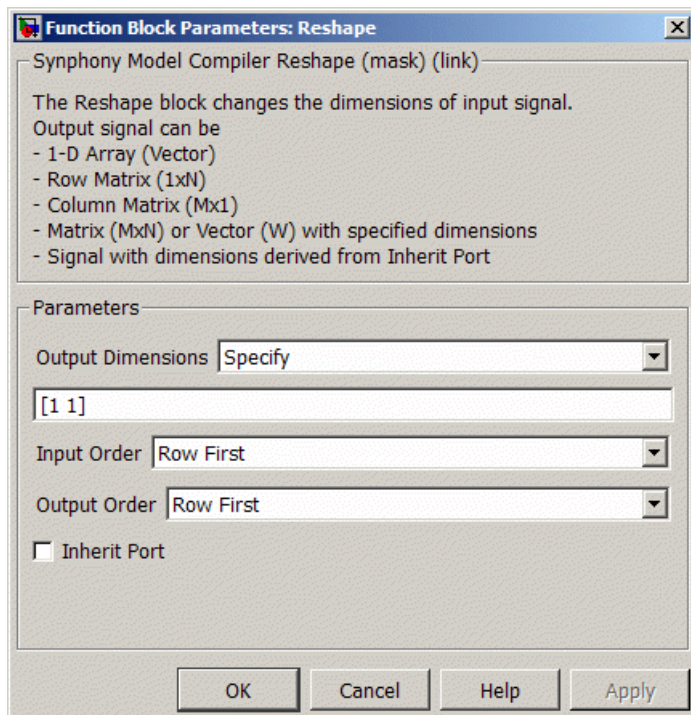 Function Block Parameters: Reshape
Synphony Model Compiler Reshape (mask) (link)
The Reshape block changes the dimensions of input signal.
Output signal can be
- 1-D Array (Vector)
- Row Matrix (1xN)
- Column Matrix (Mx1)
- Matrix (MxN) or Vector (W) with specified dimensions
- Signal with dimensions derived from Inherit Port
Parameters
Output Dimensions Specify
[1 1]
Input Order Row First
Output Order Row First
Inherit Port
OK Cancel Help Apply